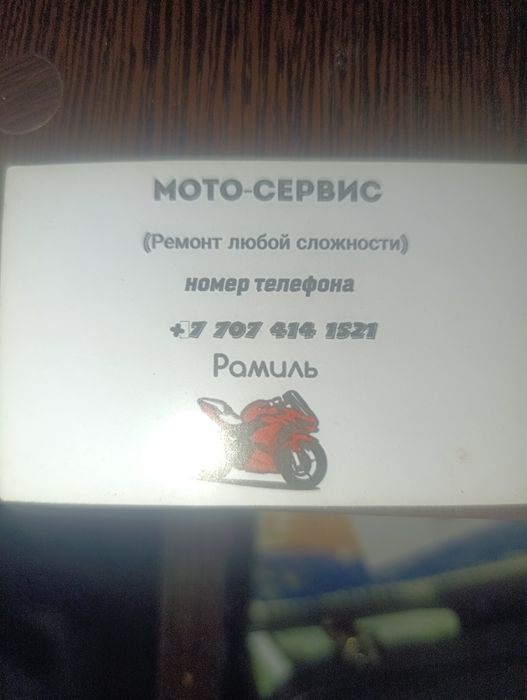 МОТО-СЕРВИС
(Ремонт любой сложности)
номер телефона
+7 707 414 1521
Рамиль